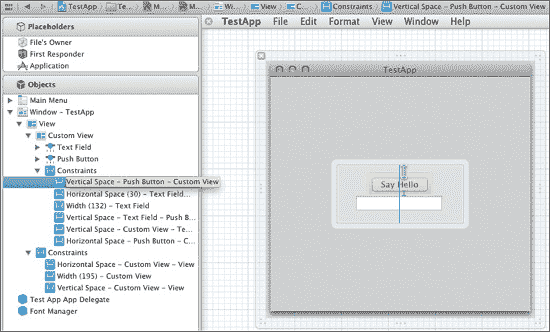 TestApp Te... M... M... Wi... View C... Constraints Vertical Space - Push Button - Custom View
TestApp File Edit Format View Window Help
Placeholders
File's Owner
First Responder
Application
Objects
Main Menu
Window - TestApp
View
Custom View
Text Field
Push Button
Constraints
Vertical Space - Push Button - Custom View
Horizontal Space (30) - Text Field...
Width (132) - Text Field
Vertical Space - Text Field - Push B...
Vertical Space - Custom View - Te...
Horizontal Space - Push Button - C...
Constraints
Horizontal Space - Custom View - View
Width (195) - Custom View
Vertical Space - Custom View - View
Test App App Delegate
Font Manager
TestApp
Say Hello